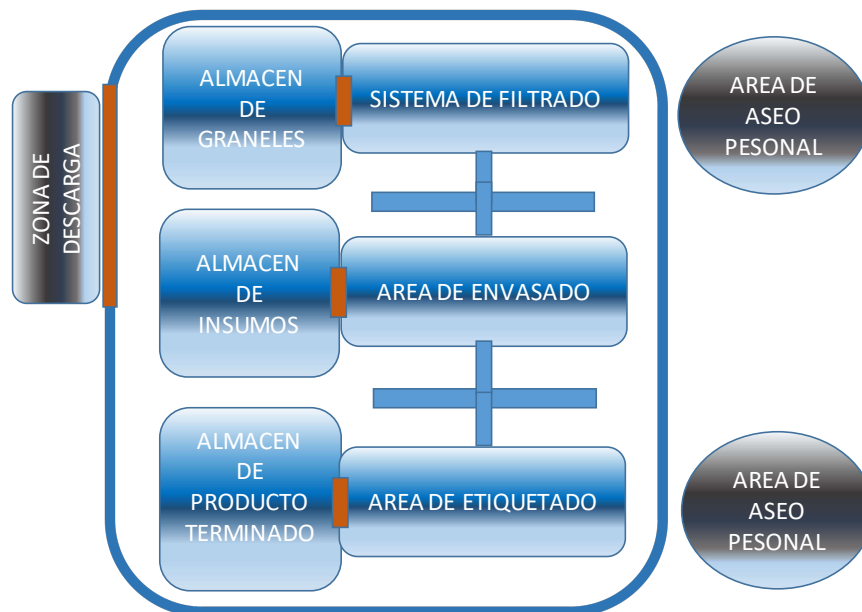 ZONA DE
DESCARGA
ALMACEN
DE
GRANELES
SISTEMA DE FILTRADO
AREA DE
ASEO
PESONAL
ALMACEN
DE
INSUMOS
AREA DE ENVASADO
ALMACEN
DE
PRODUCTO
TERMINADO
AREA DE ETIQUETADO
AREA DE
ASEO
PESONAL